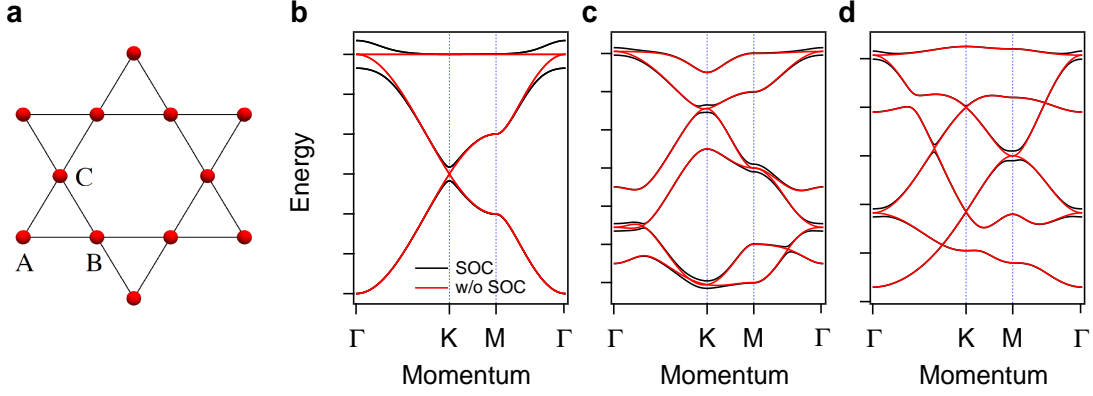 a
b
c
d
C
A
B
Energy
SOC
w/o SOC
Γ K M Γ
Γ K M Γ
Γ K M Γ
Momentum
Momentum
Momentum